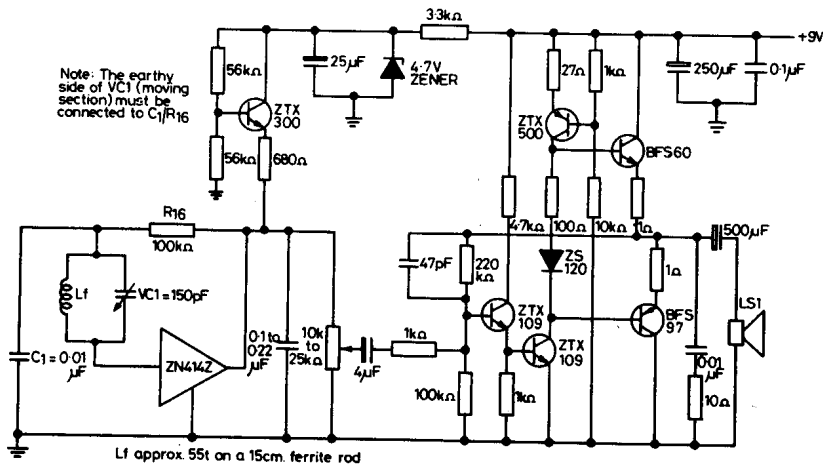 3.3kΩ
+9V
56kΩ
25µF
4.7V
ZENER
27Ω
1kΩ
250µF
0.1µF
Note: The earthy
side of VC1 (moving
section) must be
connected to C1/R16
ZTX
300
ZTX
500
BFS60
56kΩ
680Ω
R16
100kΩ
4.7kΩ
100Ω
10kΩ
1Ω
500µF
47pF
220
kΩ
ZS
120
1Ω
Lf
VC1=150pF
LS1
ZTX
109
BFS
97
C1=0.01
µF
ZN414Z
0.1 to
0.22
µF
10k
to
25kΩ
4µF
1kΩ
ZTX
109
0.01
µF
100kΩ
1kΩ
10Ω
Lf approx. 55t on a 15cm. ferrite rod